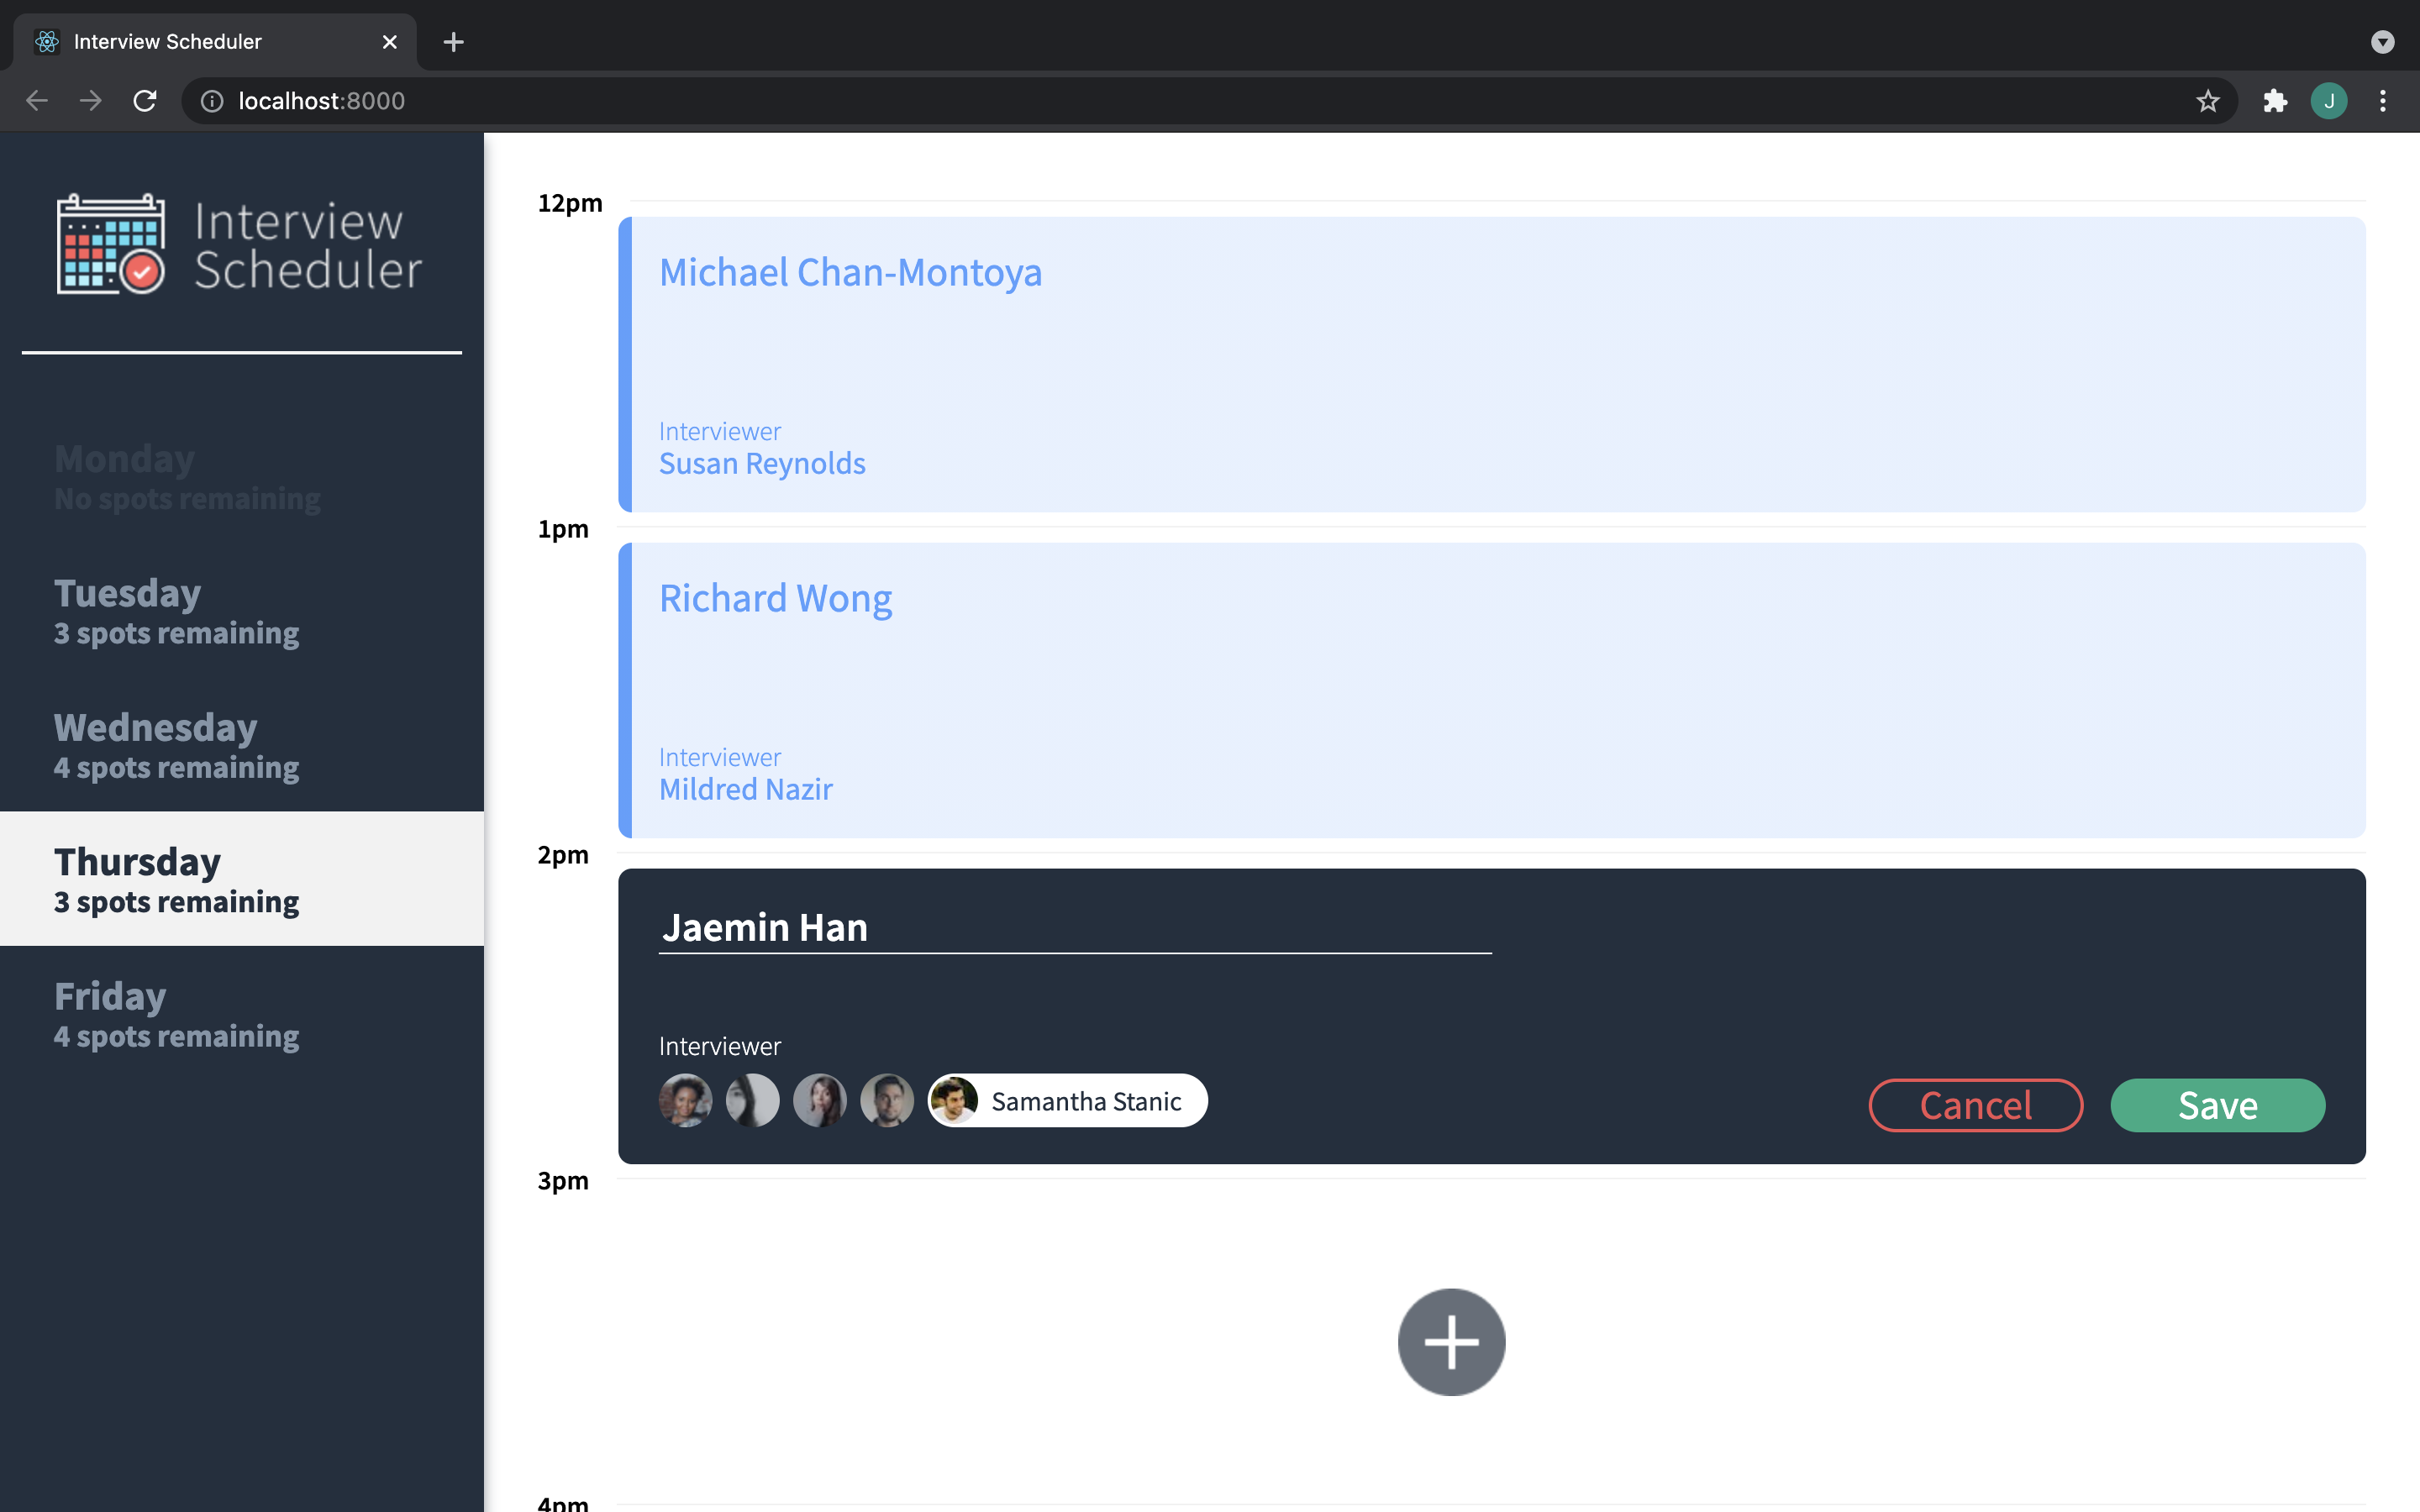 Interview Scheduler
localhost:8000
J
Interview
Scheduler
Monday
No spots remaining
Tuesday
3 spots remaining
Wednesday
4 spots remaining
Thursday
3 spots remaining
Friday
4 spots remaining
12pm
Michael Chan-Montoya
Interviewer
Susan Reynolds
1pm
Richard Wong
Interviewer
Mildred Nazir
2pm
Jaemin Han
Interviewer
Samantha Stanic
Cancel
Save
3pm
4pm